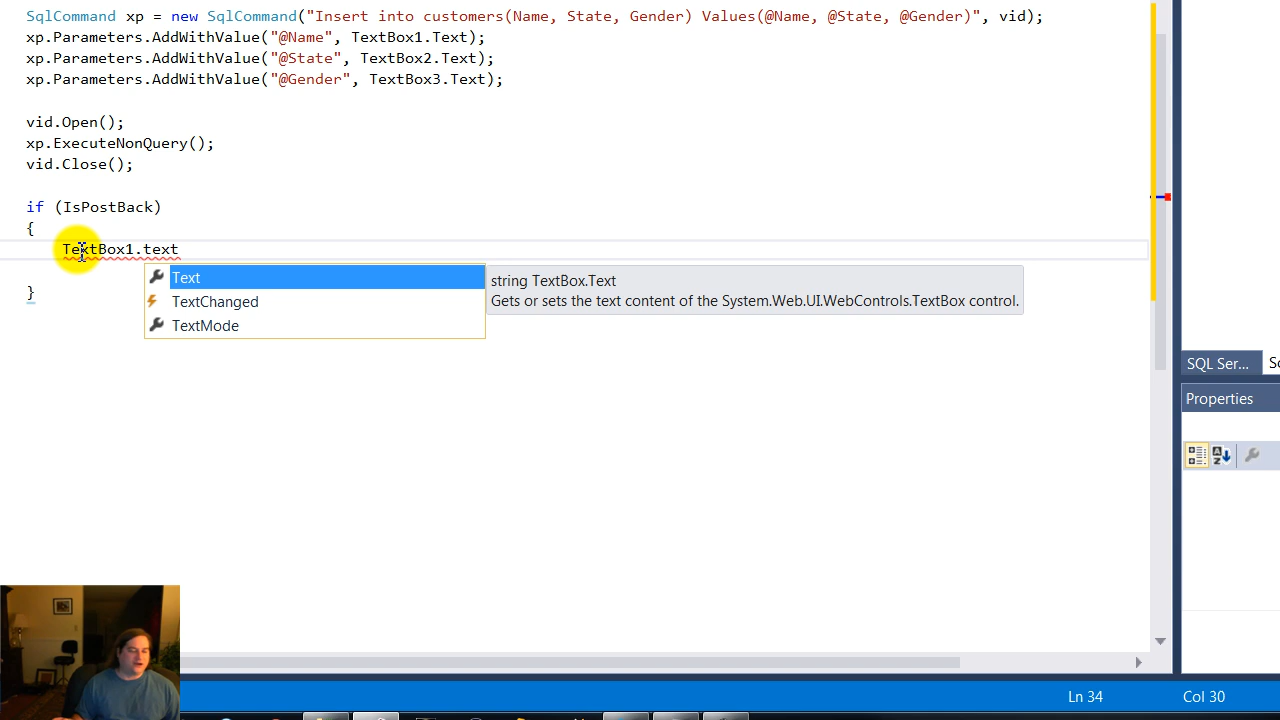 SqlCommand xp = new SqlCommand("Insert into customers(Name, State, Gender) Values(@Name, @State, @Gender)", vid);
xp.Parameters.AddWithValue("@Name", TextBox1.Text);
xp.Parameters.AddWithValue("@State", TextBox2.Text);
xp.Parameters.AddWithValue("@Gender", TextBox3.Text);
vid.Open();
xp.ExecuteNonQuery();
vid.Close();
if (IsPostBack)
{
TextBox1.text
Text
TextChanged
TextMode
string TextBox.Text
Gets or sets the text content of the System.Web.UI.WebControls.TextBox control.
}
SQL Ser...
Properties
Ln 34
Col 30